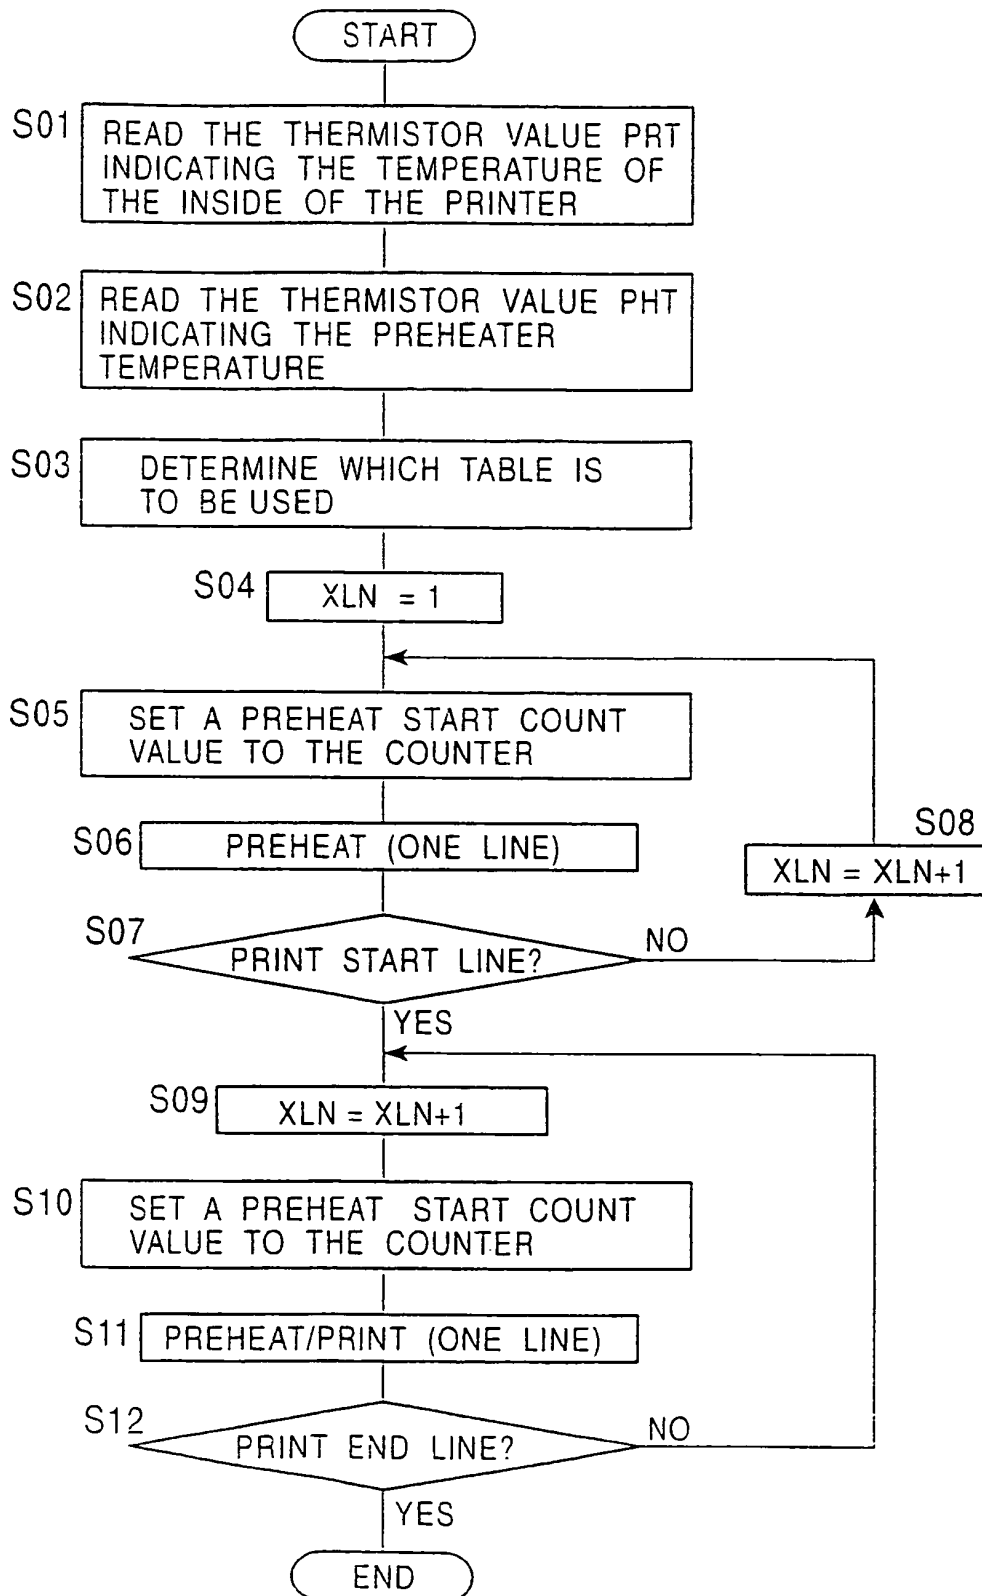 START
S01
READ THE THERMISTOR VALUE PRT
INDICATING THE TEMPERATURE OF
THE INSIDE OF THE PRINTER
S02
READ THE THERMISTOR VALUE PHT
INDICATING THE PREHEATER
TEMPERATURE
S03
DETERMINE WHICH TABLE IS
TO BE USED
S04
XLN = 1
S05
SET A PREHEAT START COUNT
VALUE TO THE COUNTER
S06
PREHEAT (ONE LINE)
S08
XLN = XLN+1
S07
PRINT START LINE?
NO
YES
S09
XLN = XLN+1
S10
SET A PREHEAT START COUNT
VALUE TO THE COUNTER
S11
PREHEAT/PRINT (ONE LINE)
S12
PRINT END LINE?
NO
YES
END